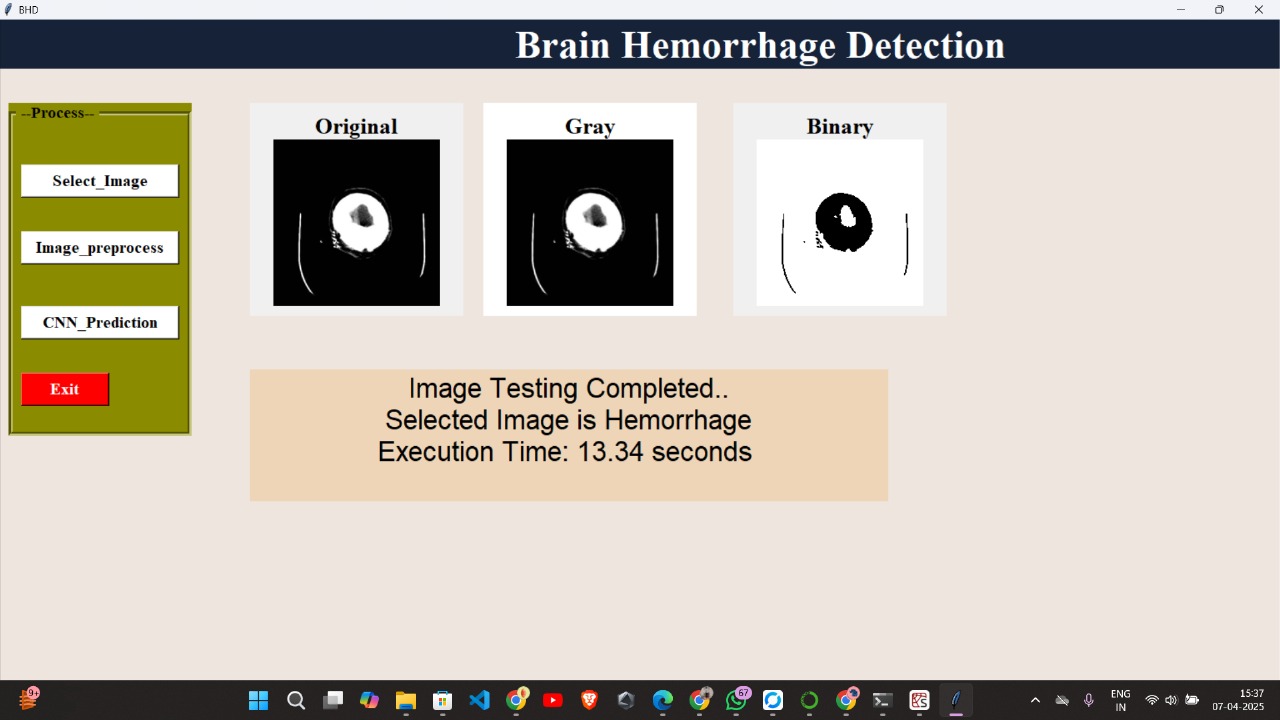 BHD
Brain Hemorrhage Detection
--Process--
Select_Image
Image_preprocess
CNN_Prediction
Exit
Original
Gray
Binary
Image Testing Completed..
Selected Image is Hemorrhage
Execution Time: 13.34 seconds
9+
67
ENG
IN
15:37
07-04-2025